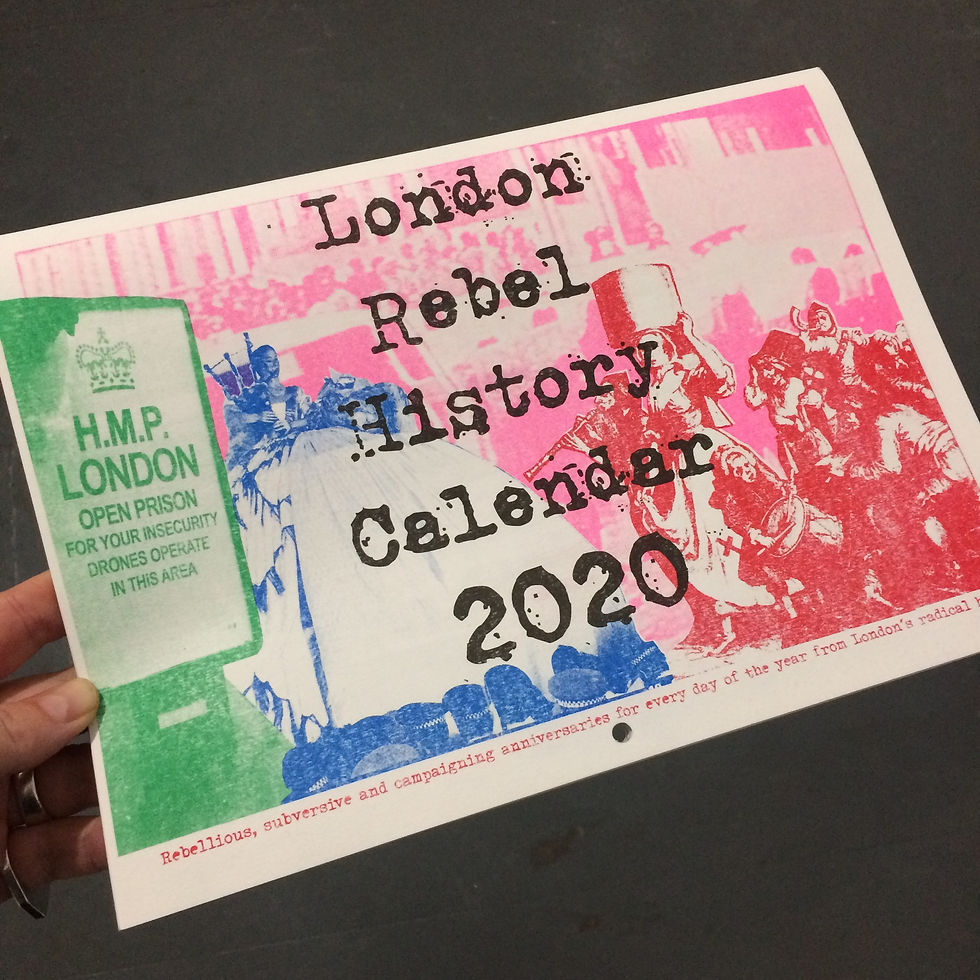 London
Rebel
History
Calendar
2020
H.M.P.
LONDON
OPEN PRISON
FOR YOUR INSECURITY
DRONES OPERATE
IN THIS AREA
Rebellious, subversive and campaigning anniversaries for every day of the year from London's radical